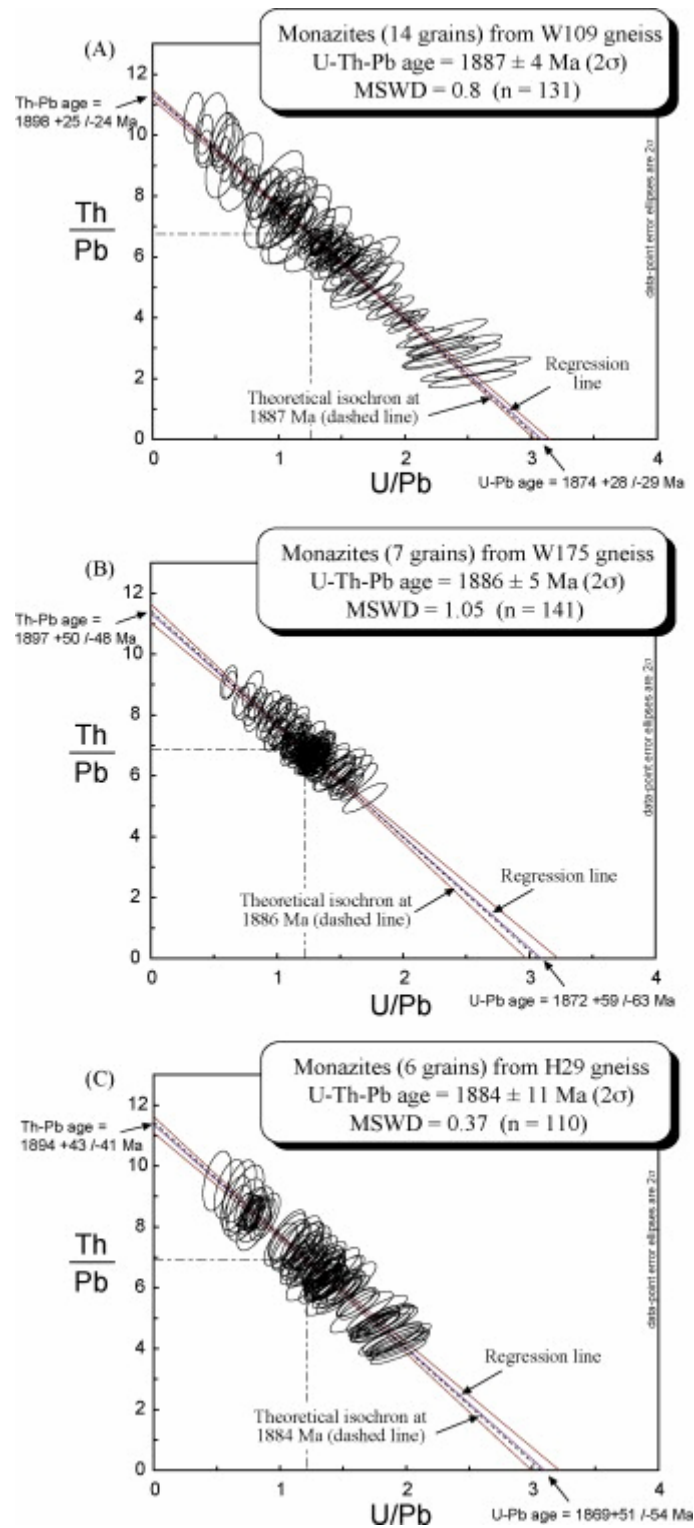 (A)
Monazites (14 grains) from W109 gneiss
U-Th-Pb age = 1887 ± 4 Ma (2σ)
MSWD = 0.8 (n = 131)
12
10
8
6
4
2
0
Th-Pb age =
1898 +25 /-24 Ma
Th
Pb
data-point error ellipses are 2σ
Regression
line
Theoretical isochron at
1887 Ma (dashed line)
0
1
2
3
4
U/Pb
U-Pb age = 1874 +28 /-29 Ma
(B)
Monazites (7 grains) from W175 gneiss
U-Th-Pb age = 1886 ± 5 Ma (2σ)
MSWD = 1.05 (n = 141)
12
10
8
6
4
2
0
Th-Pb age =
1897 +50 /-48 Ma
Th
Pb
data-point error ellipses are 2σ
Regression line
Theoretical isochron at
1886 Ma (dashed line)
0
1
2
3
4
U/Pb
U-Pb age = 1872 +59 /-63 Ma
(C)
Monazites (6 grains) from H29 gneiss
U-Th-Pb age = 1884 ± 11 Ma (2σ)
MSWD = 0.37 (n = 110)
12
10
8
6
4
2
0
Th-Pb age =
1894 +43 /-41 Ma
Th
Pb
data-point error ellipses are 2σ
Regression line
Theoretical isochron at
1884 Ma (dashed line)
0
1
2
3
4
U/Pb
U-Pb age = 1869+51 /-54 Ma